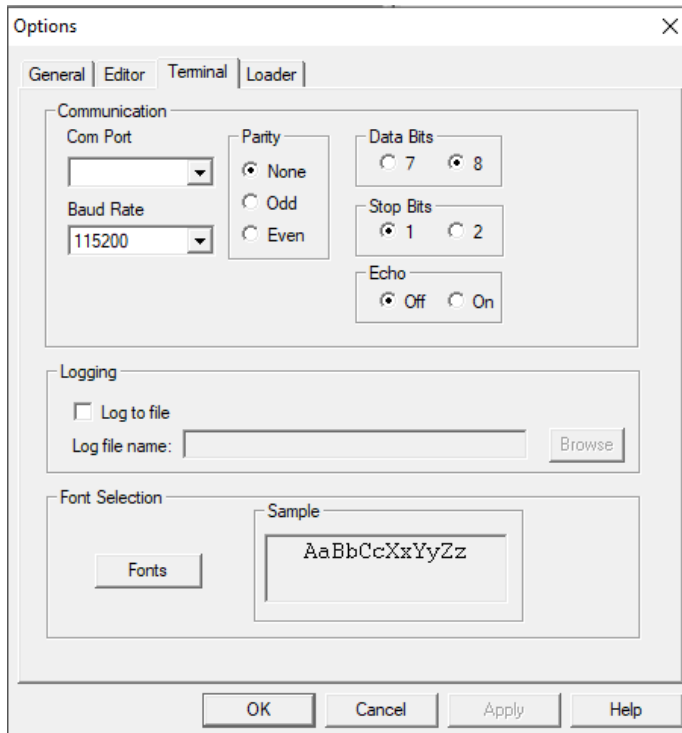 Options
General Editor Terminal Loader
Communication
Com Port
Baud Rate
115200
Parity
None
Odd
Even
Data Bits
7 8
Stop Bits
1 2
Echo
Off On
Logging
Log to file
Log file name:
Browse
Font Selection
Fonts
Sample
AaBbCcXxYyZz
OK Cancel Apply Help